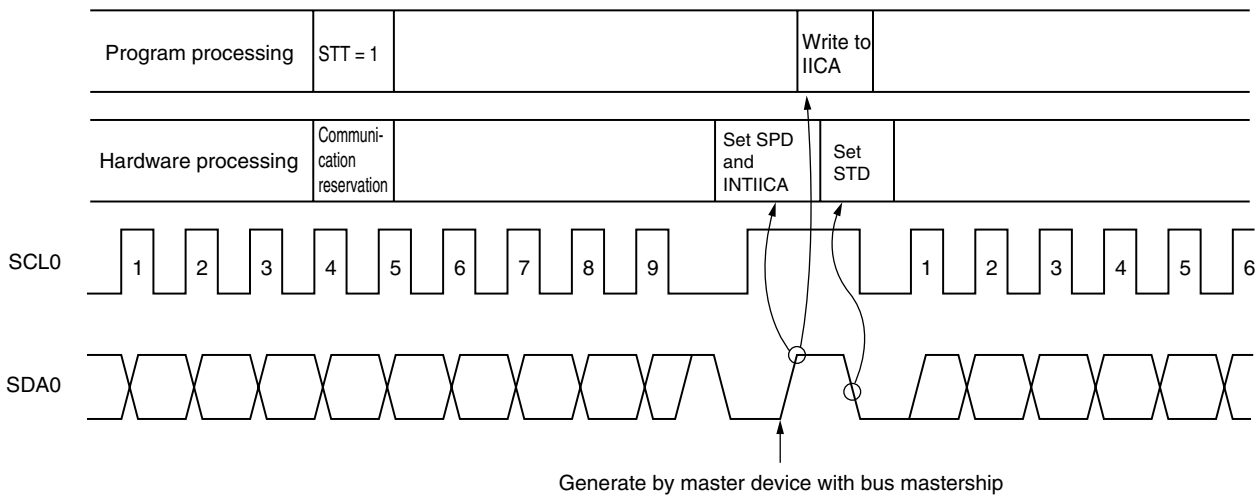 Program processing
STT = 1
Write to
IICA
Hardware processing
Communi-
cation
reservation
Set SPD
and
INTIICA
Set
STD
SCL0
1 2 3 4 5 6 7 8 9 1 2 3 4 5 6
SDA0
Generate by master device with bus mastership